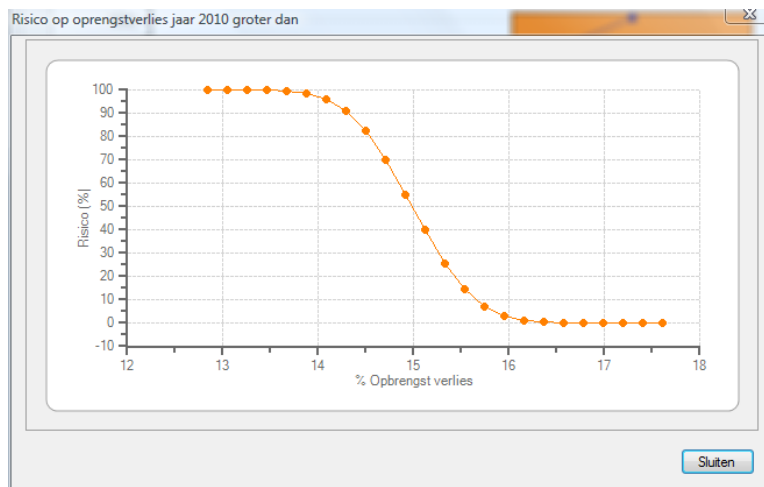 Risico op oprengstverlies jaar 2010 groter dan
100
90
80
70
60
50
40
30
20
10
0
-10
Risico [%]
12 13 14 15 16 17 18
% Opbrengst verlies
Sluiten